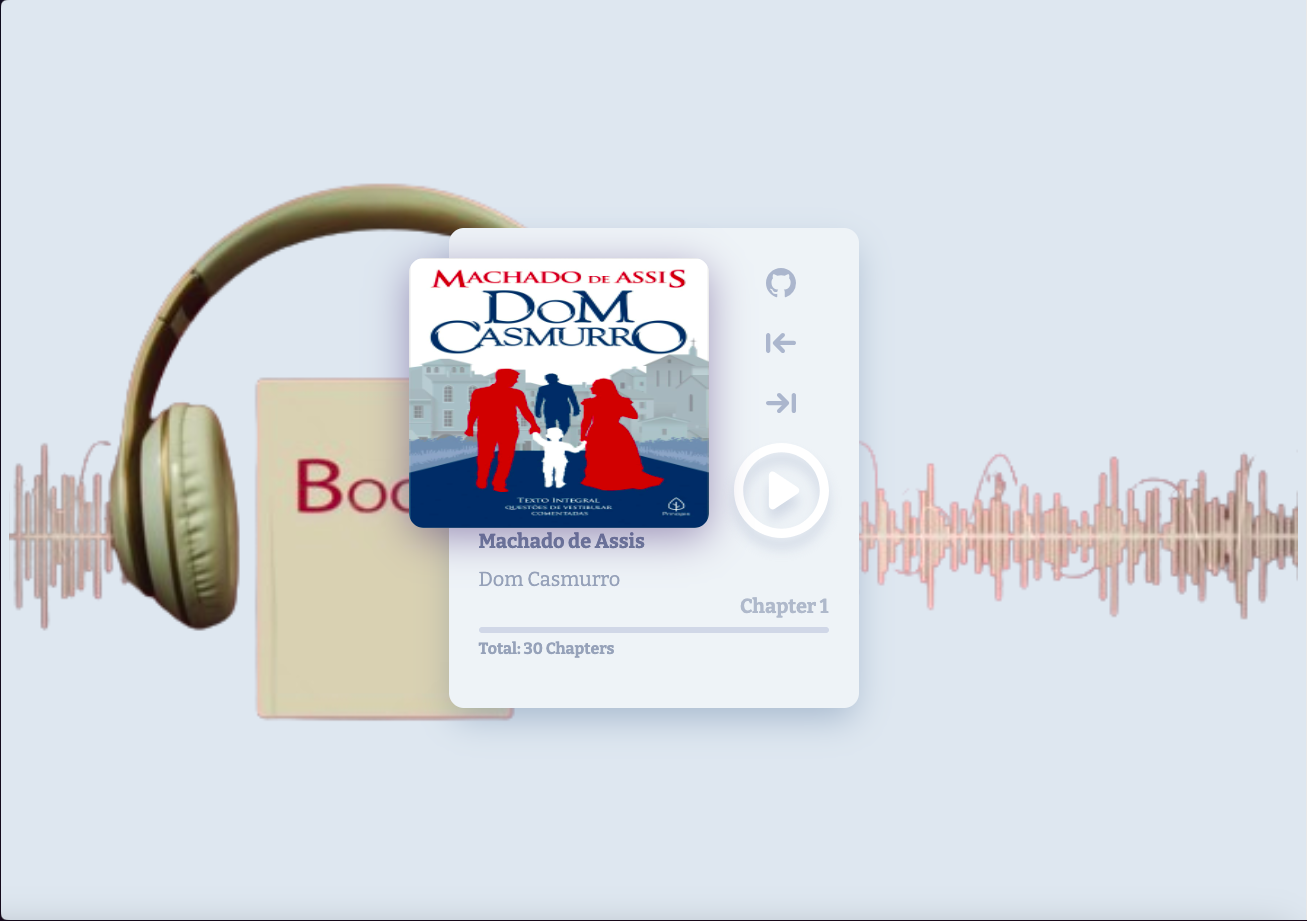 MACHADO DE ASSIS
DOM
CASMURRO
Boo
TEXTO INTEGRAL
QUESTÕES DE VESTIBULAR
COMENTADAS
Principis
Machado de Assis
Dom Casmurro
Chapter 1
Total: 30 Chapters